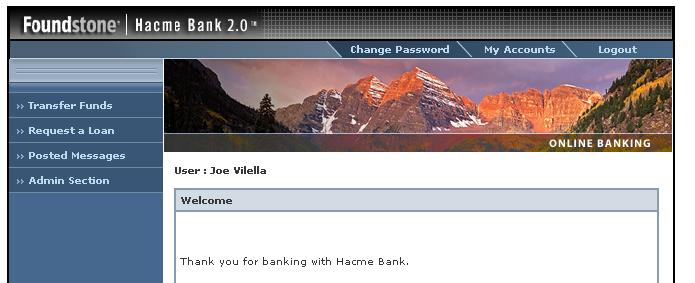 Foundstone® | Hacme Bank 2.0™
Change Password My Accounts Logout
›› Transfer Funds
›› Request a Loan
›› Posted Messages
›› Admin Section
ONLINE BANKING
User : Joe Vilella
Welcome
Thank you for banking with Hacme Bank.